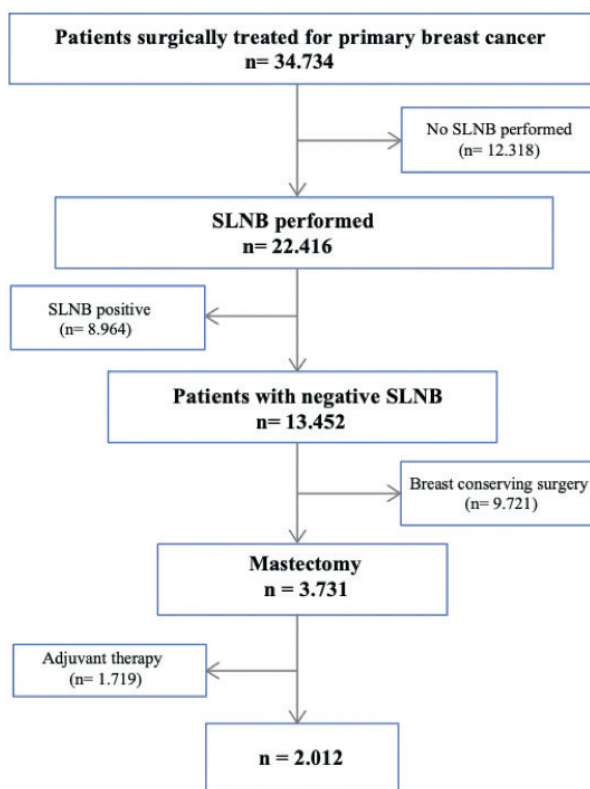 Patients surgically treated for primary breast cancer
n= 34.734
No SLNB performed
(n= 12.318)
SLNB performed
n= 22.416
SLNB positive
(n= 8.964)
Patients with negative SLNB
n= 13.452
Breast conserving surgery
(n= 9.721)
Mastectomy
n = 3.731
Adjuvant therapy
(n= 1.719)
n = 2.012